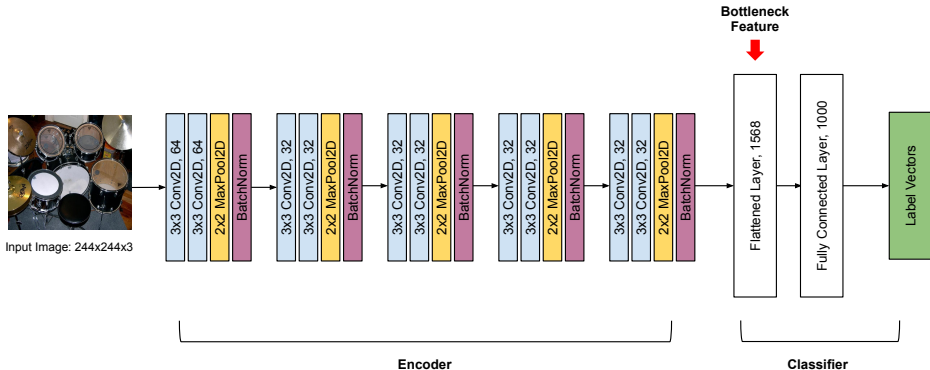 Bottleneck
Feature
Input Image: 244x244x3
3x3 Conv2D, 64
3x3 Conv2D, 64
2x2 MaxPool2D
BatchNorm
3x3 Conv2D, 32
3x3 Conv2D, 32
2x2 MaxPool2D
BatchNorm
3x3 Conv2D, 32
3x3 Conv2D, 32
2x2 MaxPool2D
BatchNorm
3x3 Conv2D, 32
3x3 Conv2D, 32
2x2 MaxPool2D
BatchNorm
3x3 Conv2D, 32
3x3 Conv2D, 32
2x2 MaxPool2D
BatchNorm
Flattened Layer, 1568
Fully Connected Layer, 1000
Label Vectors
Encoder
Classifier